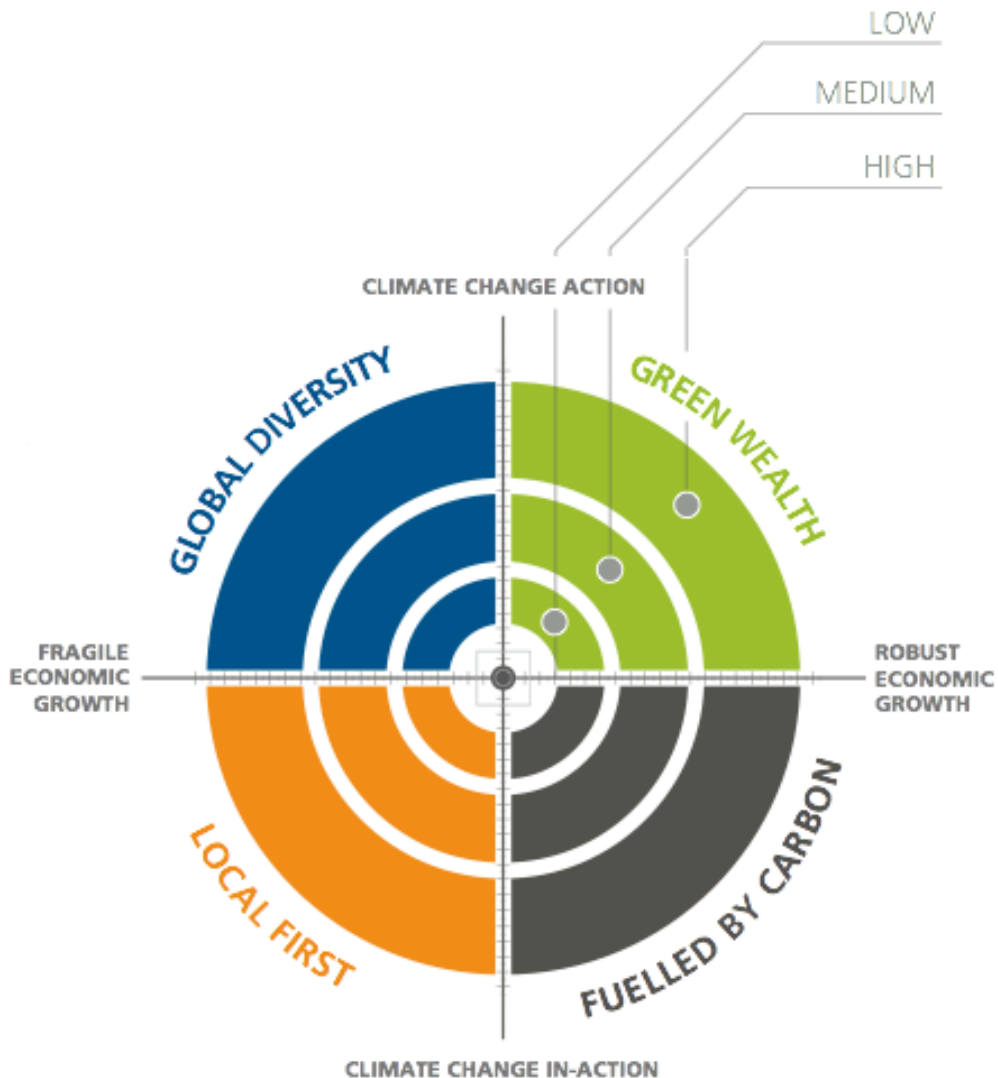 LOW
MEDIUM
HIGH
CLIMATE CHANGE ACTION
GLOBAL DIVERSITY
GREEN WEALTH
FRAGILE
ECONOMIC
GROWTH
ROBUST
ECONOMIC
GROWTH
LOCAL FIRST
FUELLED BY CARBON
CLIMATE CHANGE IN-ACTION